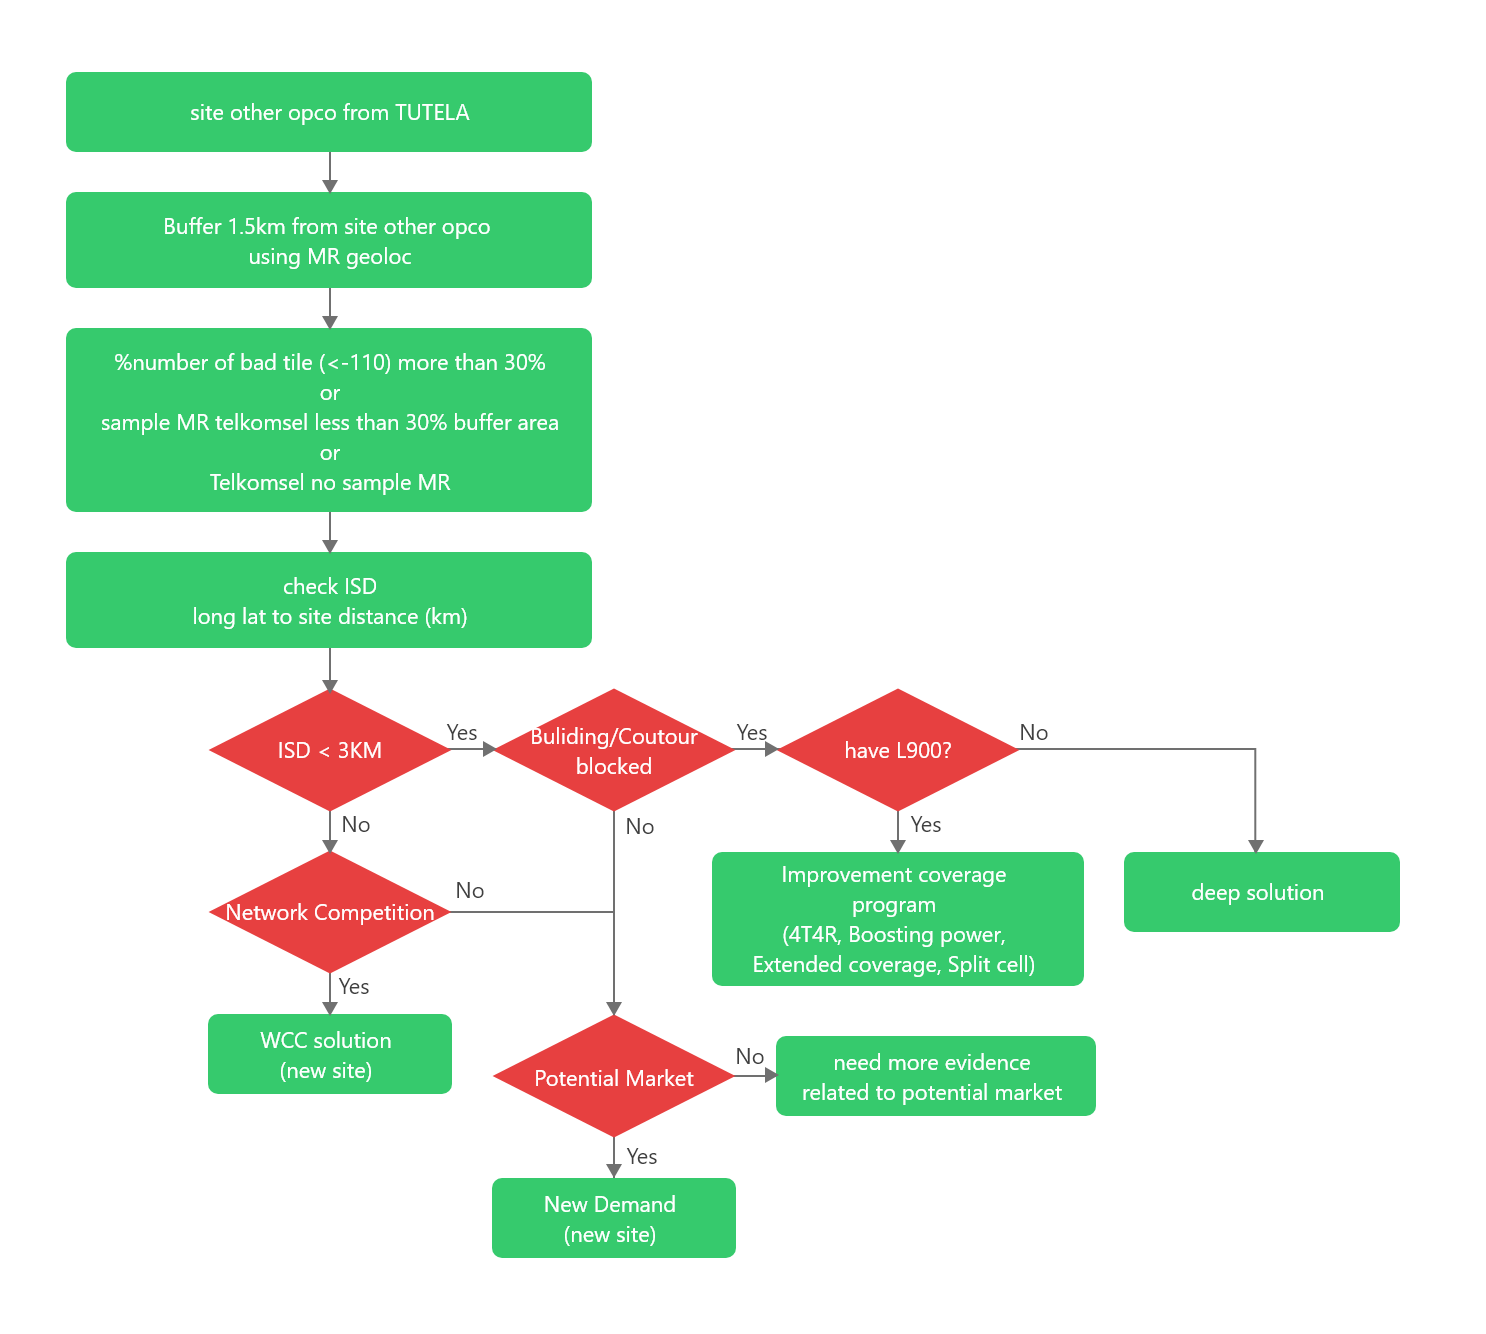 site other opco from TUTELA
Buffer 1.5km from site other opco
using MR geoloc
%number of bad tile (<-110) more than 30%
or
sample MR telkomsel less than 30% buffer area
or
Telkomsel no sample MR
check ISD
long lat to site distance (km)
ISD < 3KM
Yes
Buliding/Coutour
blocked
Yes
have L900?
No
No
No
Yes
Network Competition
No
Improvement coverage
program
(4T4R, Boosting power,
Extended coverage, Split cell)
deep solution
Yes
WCC solution
(new site)
Potential Market
No
need more evidence
related to potential market
Yes
New Demand
(new site)